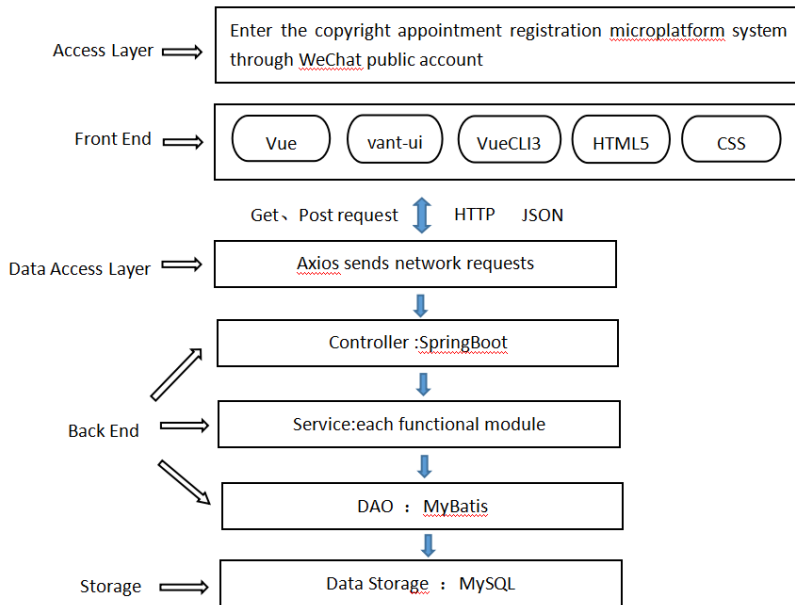 Access Layer
Enter the copyright appointment registration microplatform system
through WeChat public account
Front End
Vue
vant-ui
VueCLI3
HTML5
CSS
Get、Post request
HTTP
JSON
Data Access Layer
Axios sends network requests
Controller :SpringBoot
Back End
Service:each functional module
DAO ：MyBatis
Storage
Data Storage ：MySQL